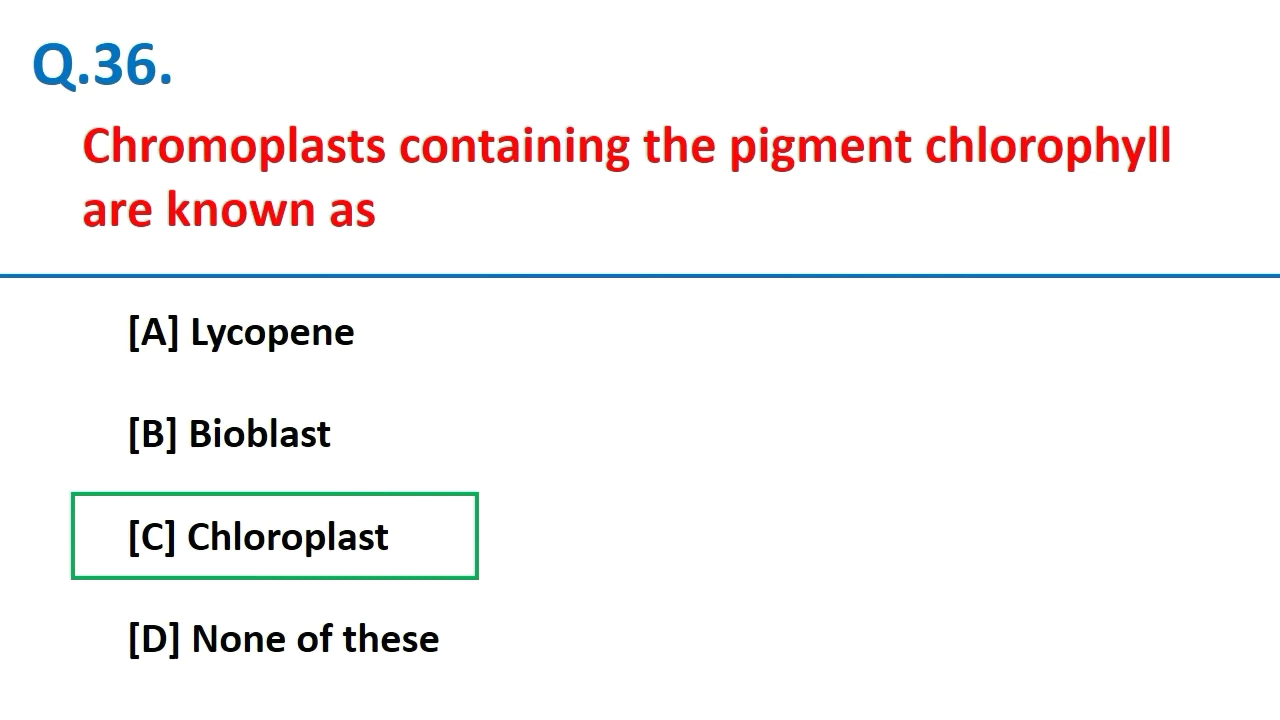 Q.36.
Chromoplasts containing the pigment chlorophyll
are known as
[A] Lycopene
[B] Bioblast
[C] Chloroplast
[D] None of these